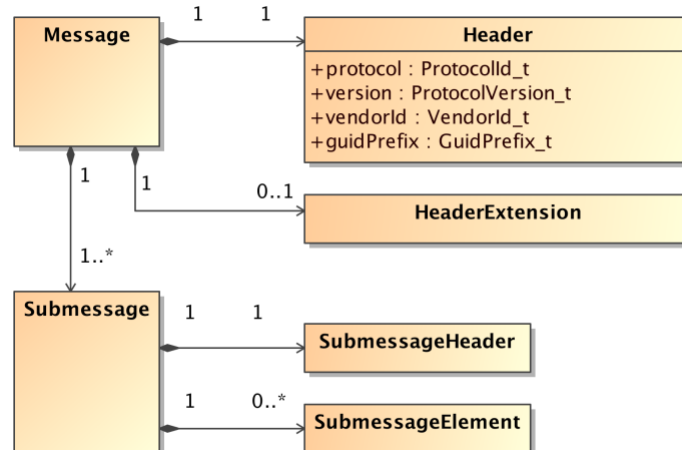 Message
1
1
Header
+protocol : ProtocolId_t
+version : ProtocolVersion_t
+vendorId : VendorId_t
+guidPrefix : GuidPrefix_t
1
1
0..1
HeaderExtension
1..*
Submessage
1
1
SubmessageHeader
1
0..*
SubmessageElement